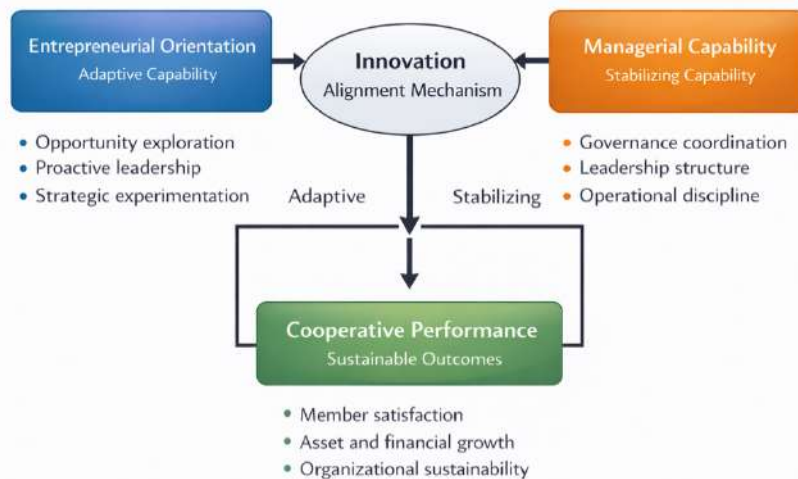 Entrepreneurial Orientation
Adaptive Capability
Innovation
Alignment Mechanism
Managerial Capability
Stabilizing Capability
• Opportunity exploration
• Proactive leadership
• Strategic experimentation
• Governance coordination
• Leadership structure
• Operational discipline
Adaptive
Stabilizing
Cooperative Performance
Sustainable Outcomes
• Member satisfaction
• Asset and financial growth
• Organizational sustainability